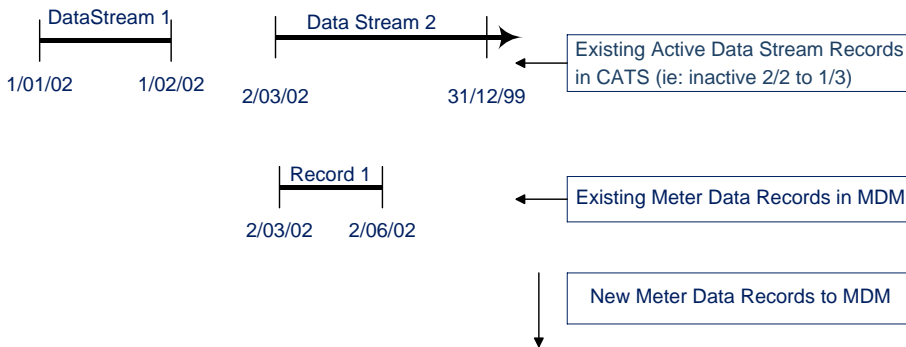 DataStream 1
Data Stream 2
1/01/02
1/02/02
2/03/02
31/12/99
Existing Active Data Stream Records
in CATS (ie: inactive 2/2 to 1/3)
Record 1
2/03/02
2/06/02
Existing Meter Data Records in MDM
New Meter Data Records to MDM